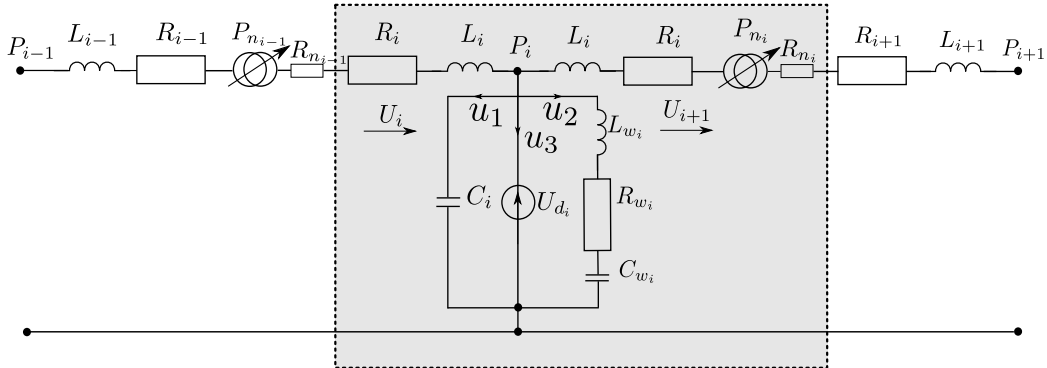 P_{i-1} L_{i-1} R_{i-1} P_{n_{i-1}} R_{n_{i-1}} R_i L_i P_i L_i R_i P_{n_i} R_{n_i} R_{i+1} L_{i+1} P_{i+1}
U_i u_1 u_2 u_3 L_{w_i} U_{i+1}
C_i U_{d_i} R_{w_i}
C_{w_i}